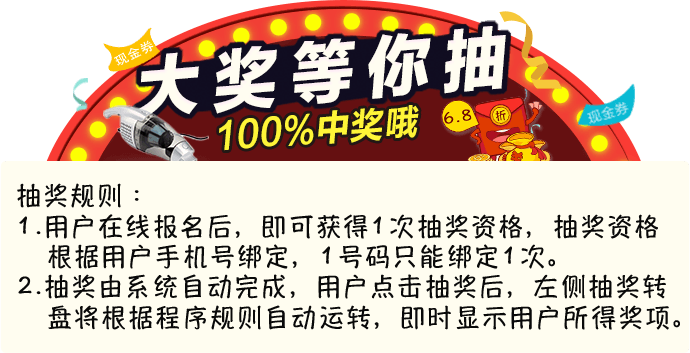 现金券
大奖等你抽
100%中奖哦
6.8
折
现金券
抽奖规则：
1.用户在线报名后，即可获得1次抽奖资格，抽奖资格
根据用户手机号绑定，1号码只能绑定1次。
2.抽奖由系统自动完成，用户点击抽奖后，左侧抽奖转
盘将根据程序规则自动运转，即时显示用户所得奖项。